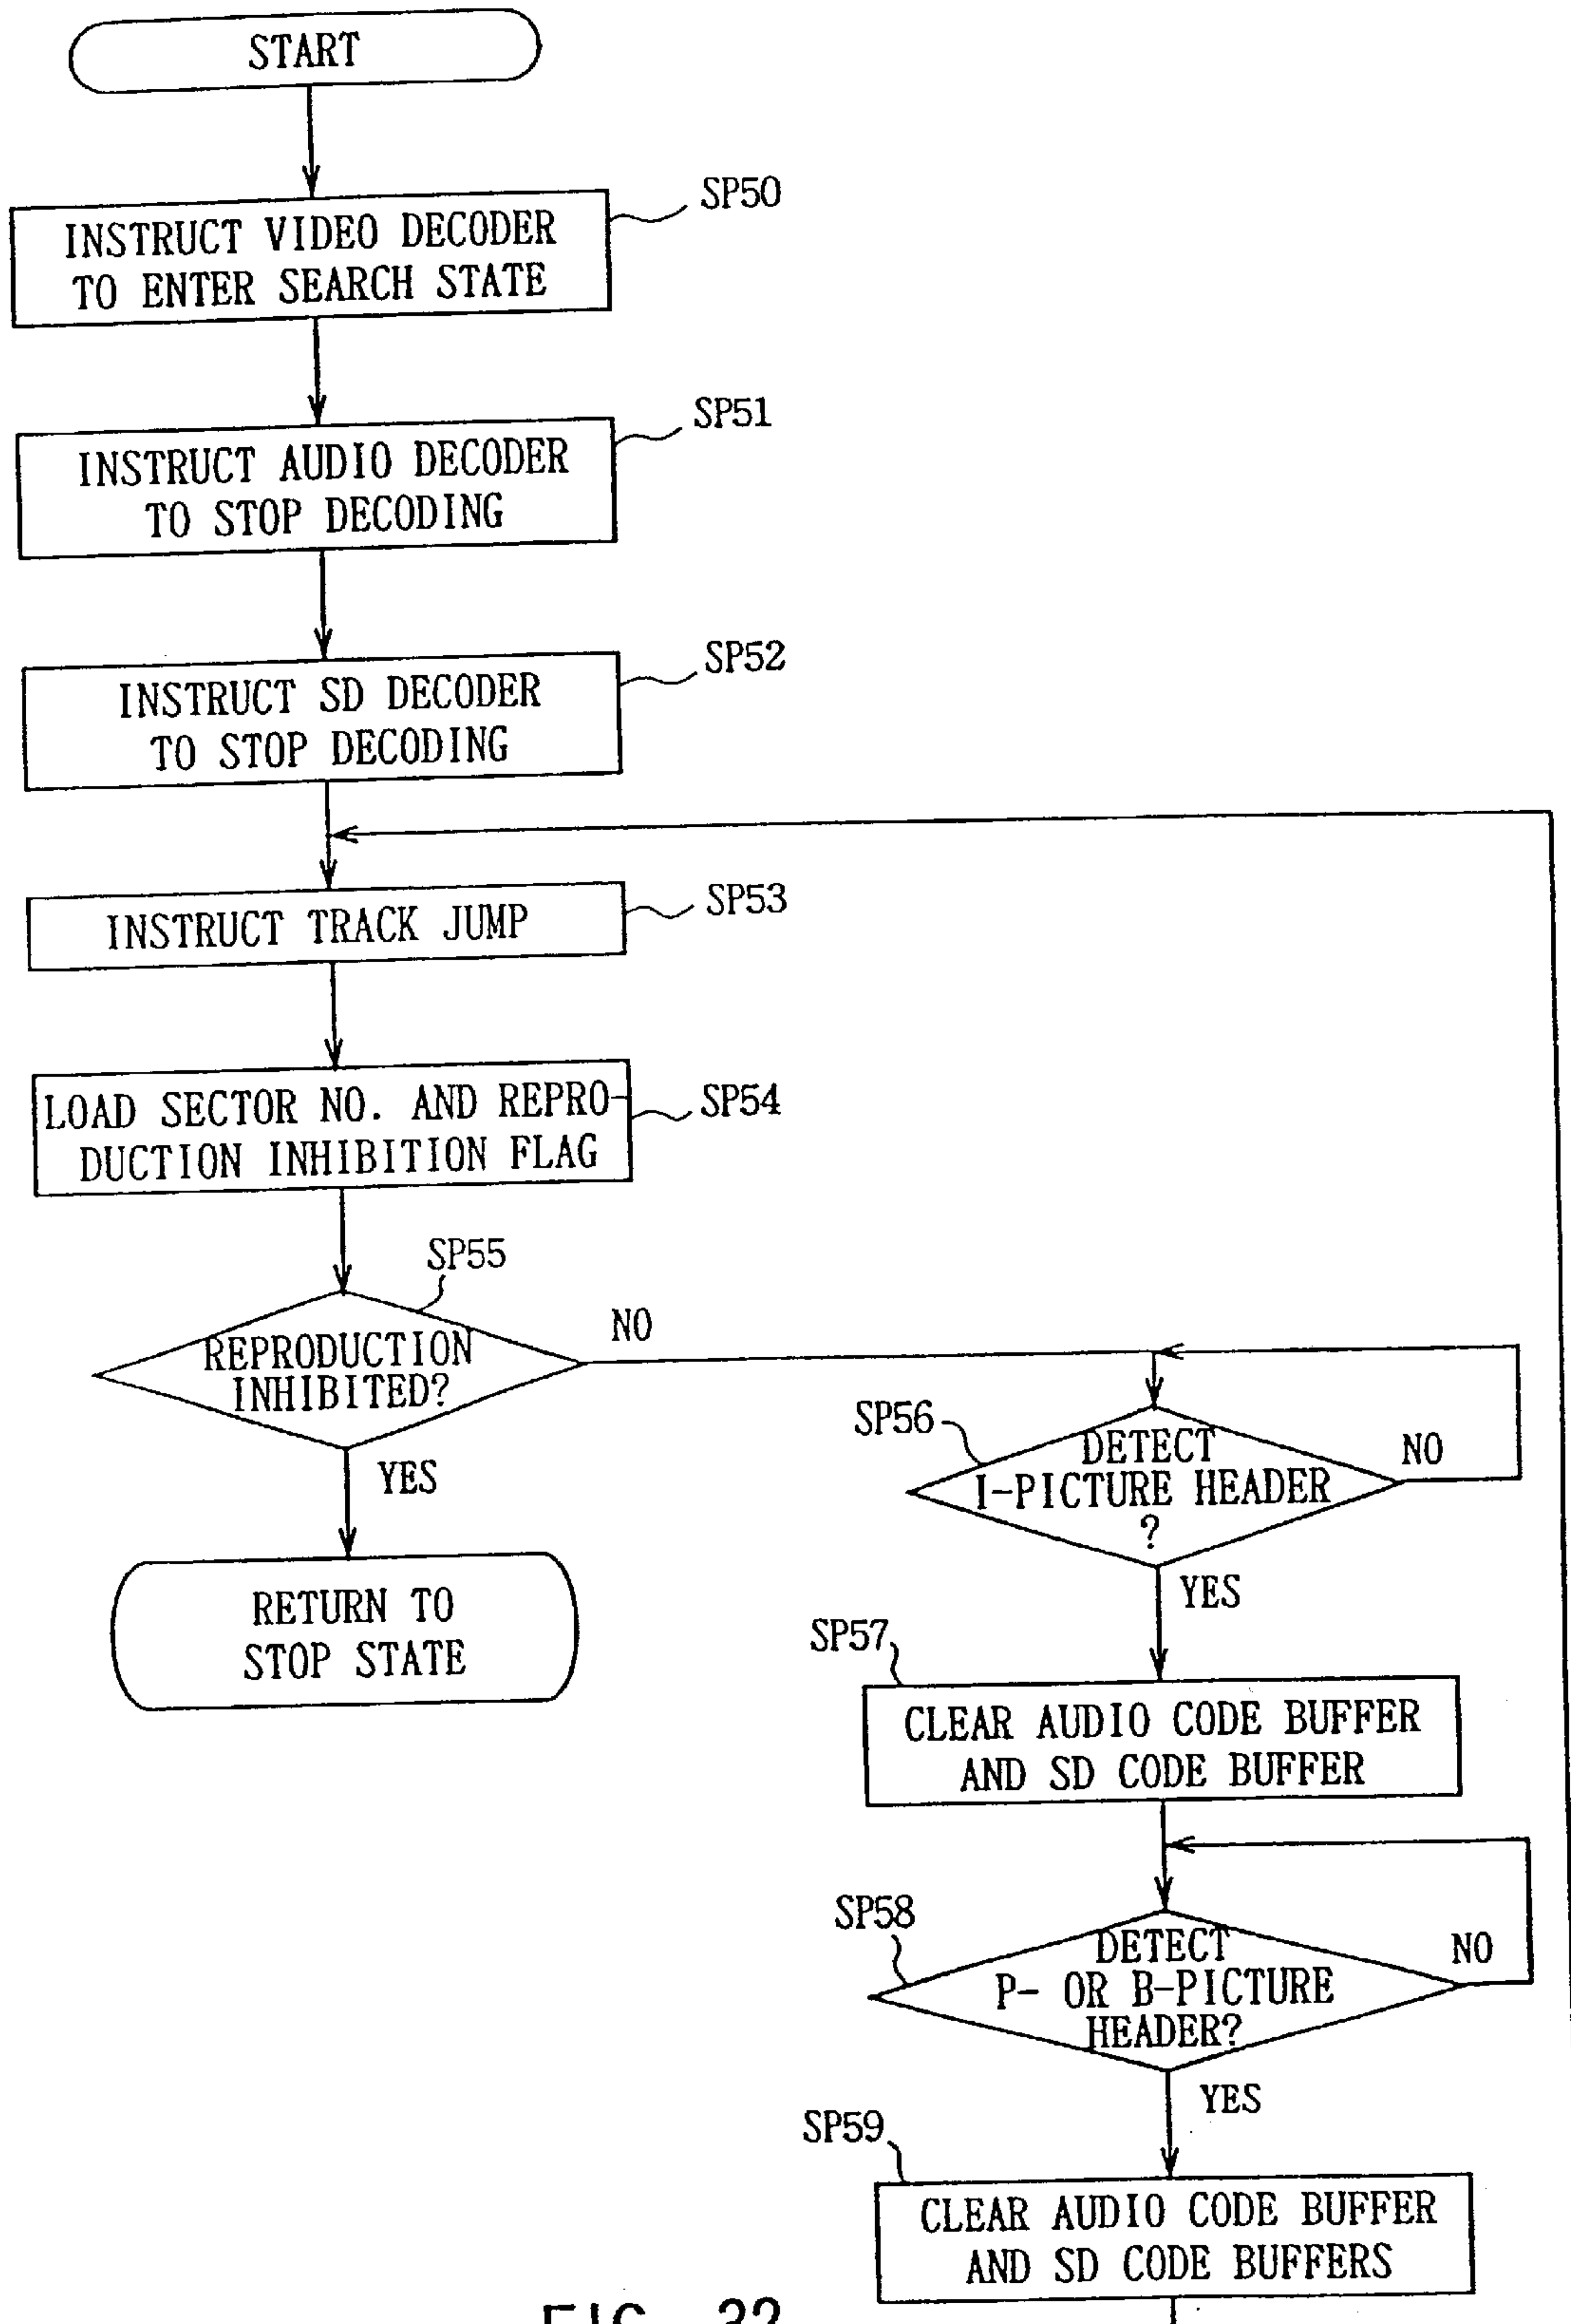 START
SP50
INSTRUCT VIDEO DECODER
TO ENTER SEARCH STATE
SP51
INSTRUCT AUDIO DECODER
TO STOP DECODING
SP52
INSTRUCT SD DECODER
TO STOP DECODING
SP53
INSTRUCT TRACK JUMP
SP54
LOAD SECTOR NO. AND REPRO-
DUCTION INHIBITION FLAG
SP55
REPRODUCTION
INHIBITED?
NO
YES
RETURN TO
STOP STATE
SP56
DETECT
I-PICTURE HEADER
?
NO
YES
SP57
CLEAR AUDIO CODE BUFFER
AND SD CODE BUFFER
SP58
DETECT
P- OR B-PICTURE
HEADER?
NO
YES
SP59
CLEAR AUDIO CODE BUFFER
AND SD CODE BUFFERS
FIG. 32